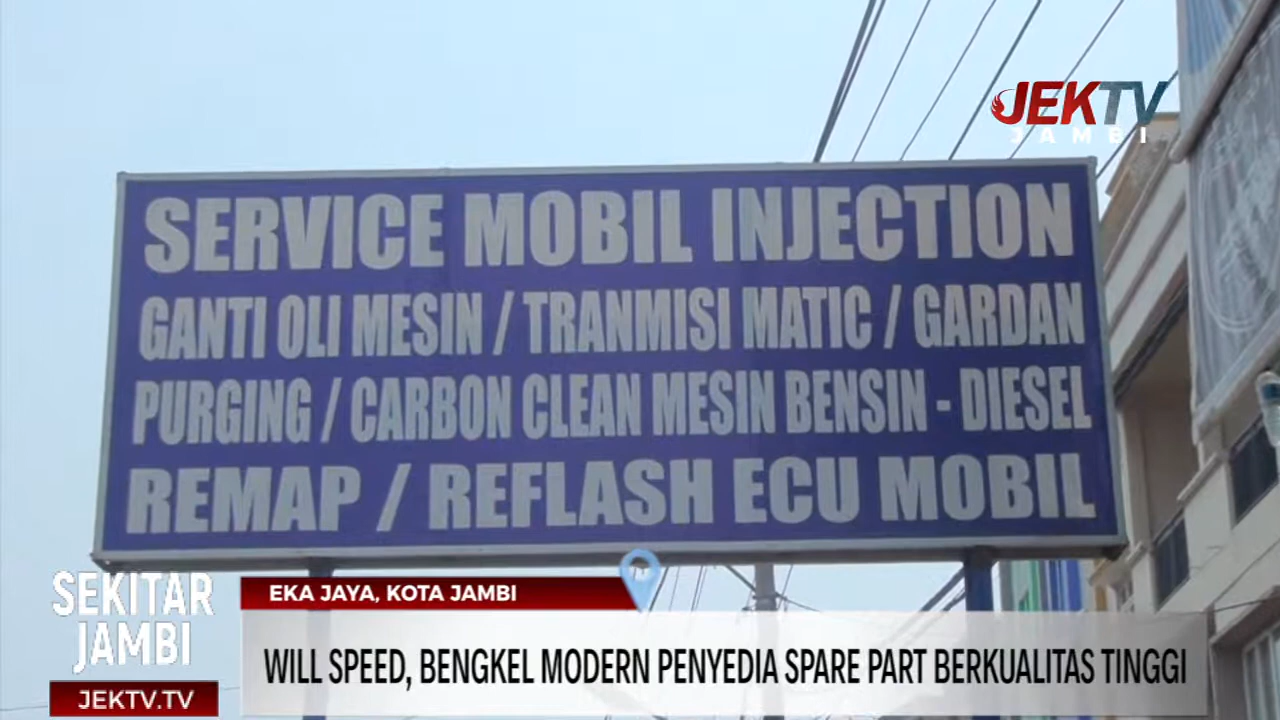 JEKTV
JAMBI
SERVICE MOBIL INJECTION
GANTI OLI MESIN / TRANMISI MATIC / GARDAN
PURGING / CARBON CLEAN MESIN BENSIN - DIESEL
REMAP / REFLASH ECU MOBIL
SEKITAR
JAMBI
JEKTV.TV
EKA JAYA, KOTA JAMBI
WILL SPEED, BENGKEL MODERN PENYEDIA SPARE PART BERKUALITAS TINGGI